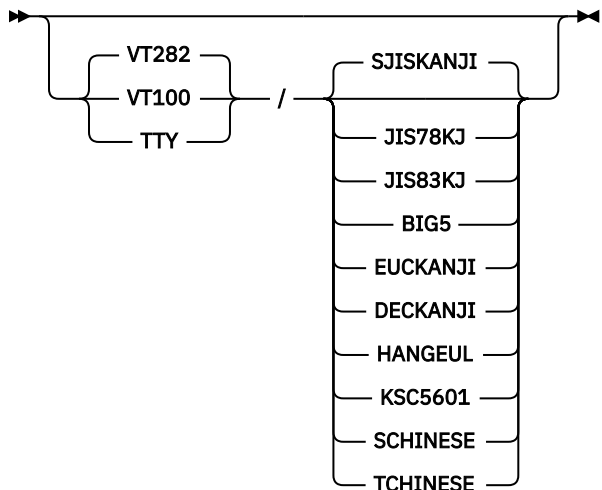 VT282
SJISKANJI
VT100
/
TTY
JIS78KJ
JIS83KJ
BIG5
EUCKANJI
DECKANJI
HANGEUL
KSC5601
SCHINESE
TCHINESE